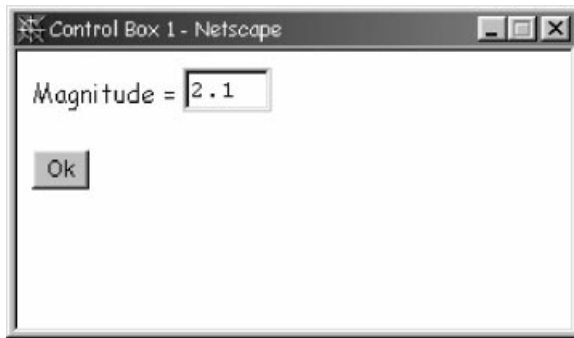 Control Box 1 - Netscape
Magnitude = 2.1
Ok